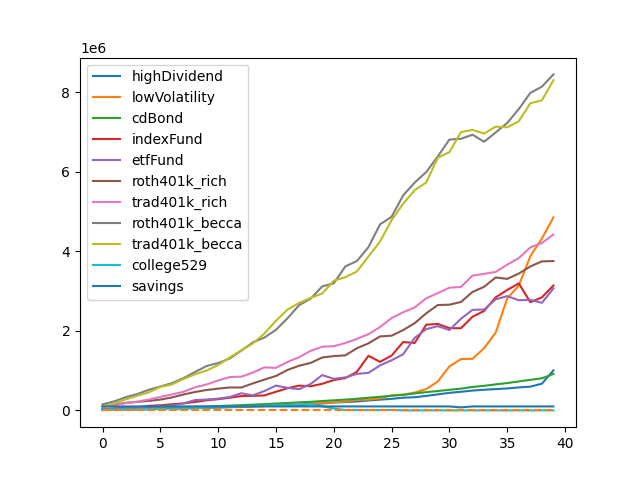 1e6
8
6
4
2
0
highDividend
lowVolatility
cdBond
indexFund
etfFund
roth401k_rich
trad401k_rich
roth401k_becca
trad401k_becca
college529
savings
0 5 10 15 20 25 30 35 40